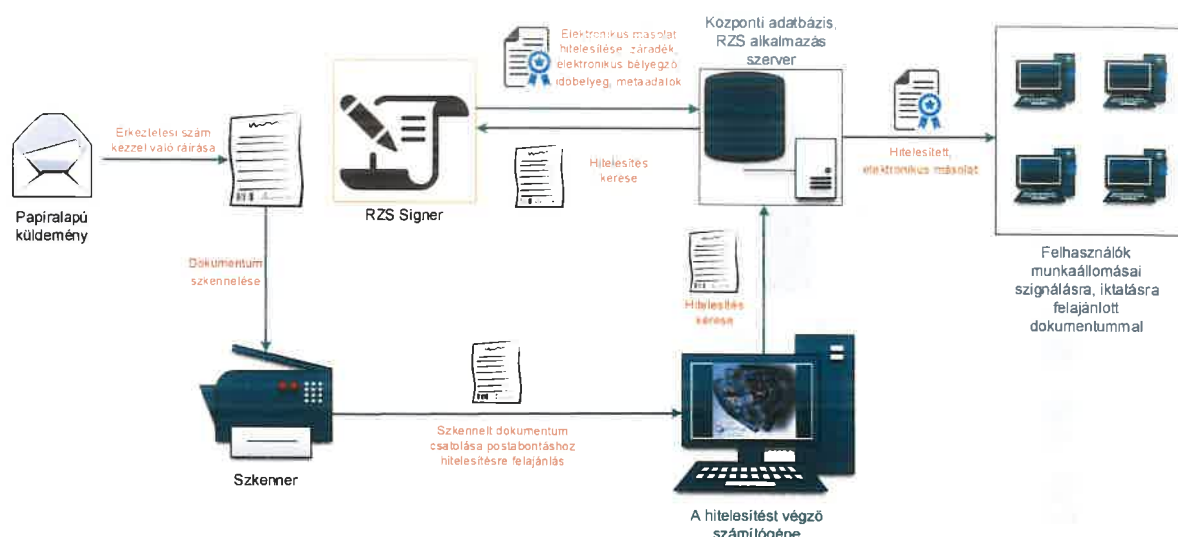 Elektronikus másolat
hitelesítése: záradék,
elektronikus bélyegző
időbélyeg, metaadatok
Központi adatbázis,
RZS alkalmazás
szerver
Érkeztetési szám
kézzel való ráírása
Hitelesítés
kérése
Hitelesített,
elektronikus másolat
Papíralapú
küldemény
RZS Signer
Dokumentum
szkennelése
Hitelesítés
kérése
Felhasználók
munkaállomásai
szignálásra, iktatásra
felajánlott
dokumentummal
Szkennelt dokumentum
csatolása postabontáshoz
hitelesítésre felajánlás
Szkenner
A hitelesítést végző
számítógépe